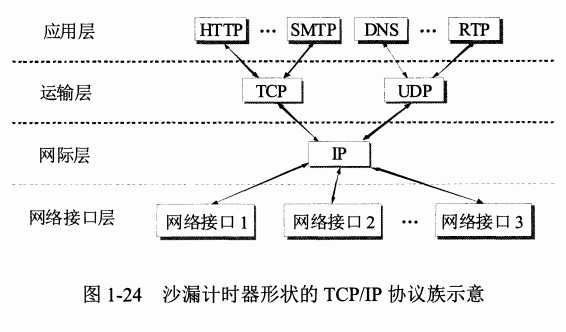 应用层 HTTP … SMTP DNS … RTP
运输层 TCP UDP
网际层 IP
网络接口层 网络接口 1 网络接口 2 … 网络接口 3
图 1-24 沙漏计时器形状的 TCP/IP 协议族示意